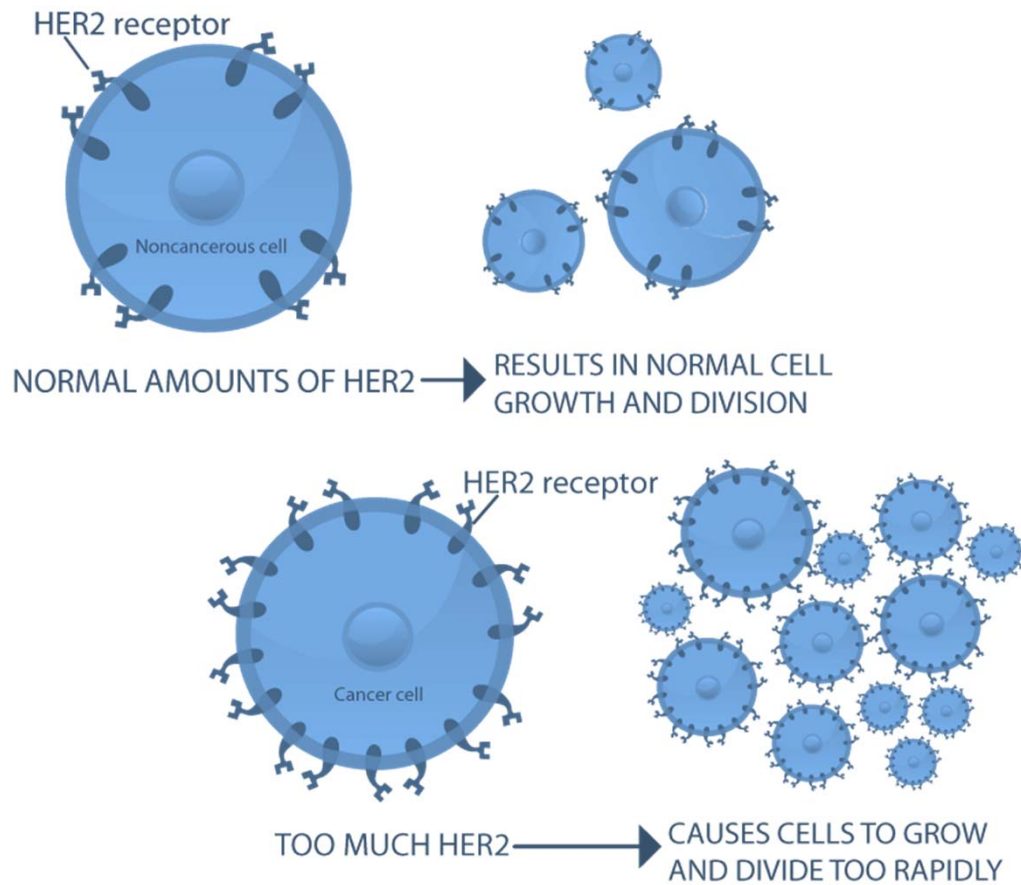 HER2 receptor
Noncancerous cell
NORMAL AMOUNTS OF HER2
RESULTS IN NORMAL CELL
GROWTH AND DIVISION
HER2 receptor
Cancer cell
TOO MUCH HER2
CAUSES CELLS TO GROW
AND DIVIDE TOO RAPIDLY